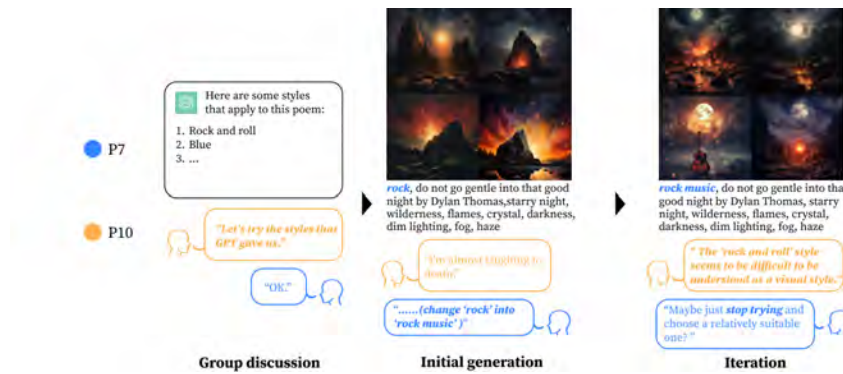 P7
P10
Here are some styles
that apply to this poem:
1. Rock and roll
2. Blue
3. ...
"Let's try the styles that
GPT gave us."
"OK."
Group discussion
rock, do not go gentle into that good
night by Dylan Thomas,starry night,
wilderness, flames, crystal, darkness,
dim lighting, fog, haze
"I'm almost laughing to
death."
"......(change 'rock' into
'rock music')"
Initial generation
rock music, do not go gentle into tha
good night by Dylan Thomas, starry
night, wilderness, flames, crystal,
darkness, dim lighting, fog, haze
" The 'rock and roll' style
seems to be difficult to be
understood as a visual style."
"Maybe just stop trying and
choose a relatively suitable
one? "
Iteration